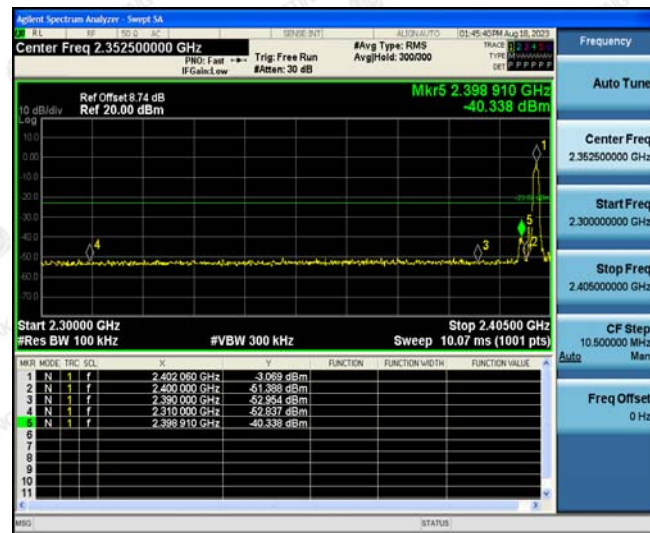 Agilent Spectrum Analyzer - Swept SA
RL RF 50 Ω AC SENSE:INT ALIGN AUTO 01:45:40PM Aug 18, 2023
Center Freq 2.352500000 GHz
PNO: Fast
IFGain:Low
Trig: Free Run
#Atten: 30 dB
#Avg Type: RMS
Avg|Hold: 300/300
TRACE 1 2 3 4 5 6
TYPE
DET P P P P P P
Frequency
Auto Tune
Center Freq
2.352500000 GHz
Start Freq
2.300000000 GHz
Stop Freq
2.405000000 GHz
CF Step
10.500000 MHz
Auto Man
Freq Offset
0 Hz
Ref Offset 8.74 dB
10 dB/div Ref 20.00 dBm
Log
Mkr5 2.398 910 GHz
-40.338 dBm
10.0
0.00
-10.0
-20.0
-30.0
-40.0
-50.0
-60.0
-70.0
1
5
4
3
2
Start 2.30000 GHz Stop 2.40500 GHz
#Res BW 100 kHz #VBW 300 kHz Sweep 10.07 ms (1001 pts)
MKR MODE TRC SCL X Y FUNCTION FUNCTION WIDTH FUNCTION VALUE
1 N 1 f 2.402 060 GHz -3.069 dBm
2 N 1 f 2.400 000 GHz -51.398 dBm
3 N 1 f 2.390 000 GHz -52.954 dBm
4 N 1 f 2.310 000 GHz -52.837 dBm
5 N 1 f 2.398 910 GHz -40.338 dBm
6
7
8
9
10
11
MSG STATUS